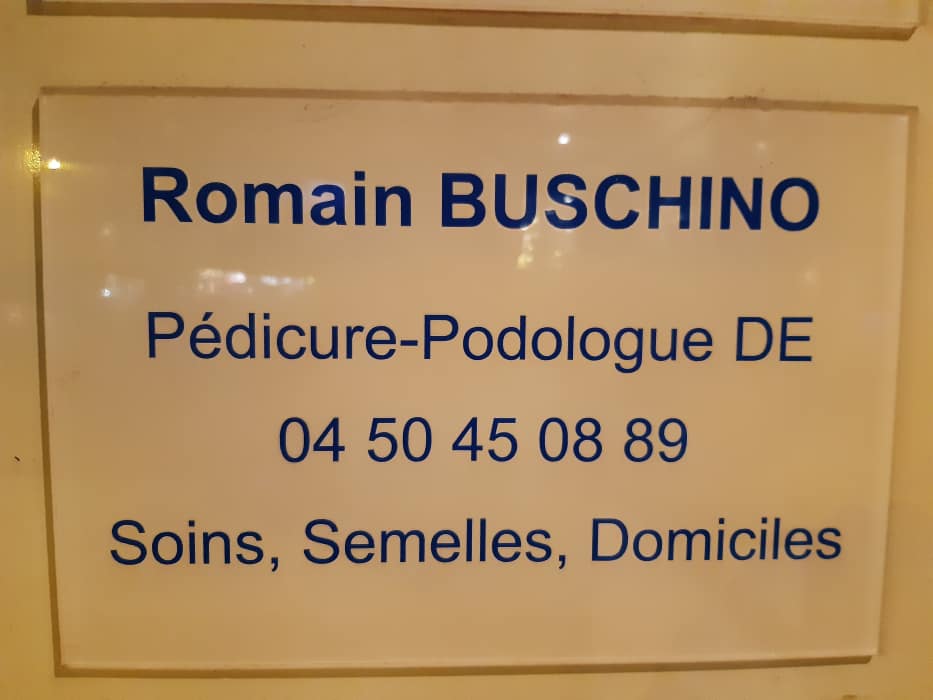 Romain BUSCHINO
Pédicure-Podologue DE
04 50 45 08 89
Soins, Semelles, Domiciles